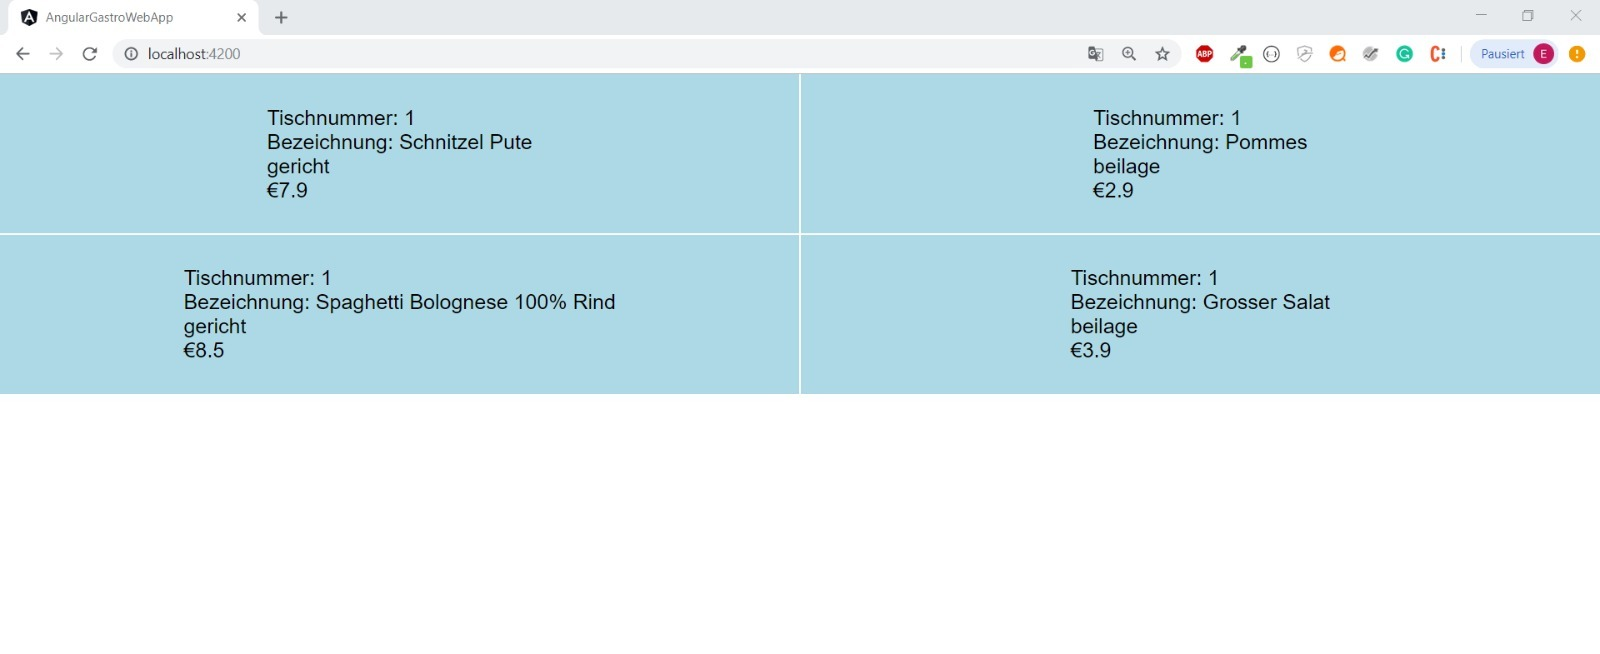 AngularGastroWebApp
localhost:4200
ABP
Pausiert E
Tischnummer: 1
Bezeichnung: Schnitzel Pute
gericht
€7.9
Tischnummer: 1
Bezeichnung: Pommes
beilage
€2.9
Tischnummer: 1
Bezeichnung: Spaghetti Bolognese 100% Rind
gericht
€8.5
Tischnummer: 1
Bezeichnung: Grosser Salat
beilage
€3.9